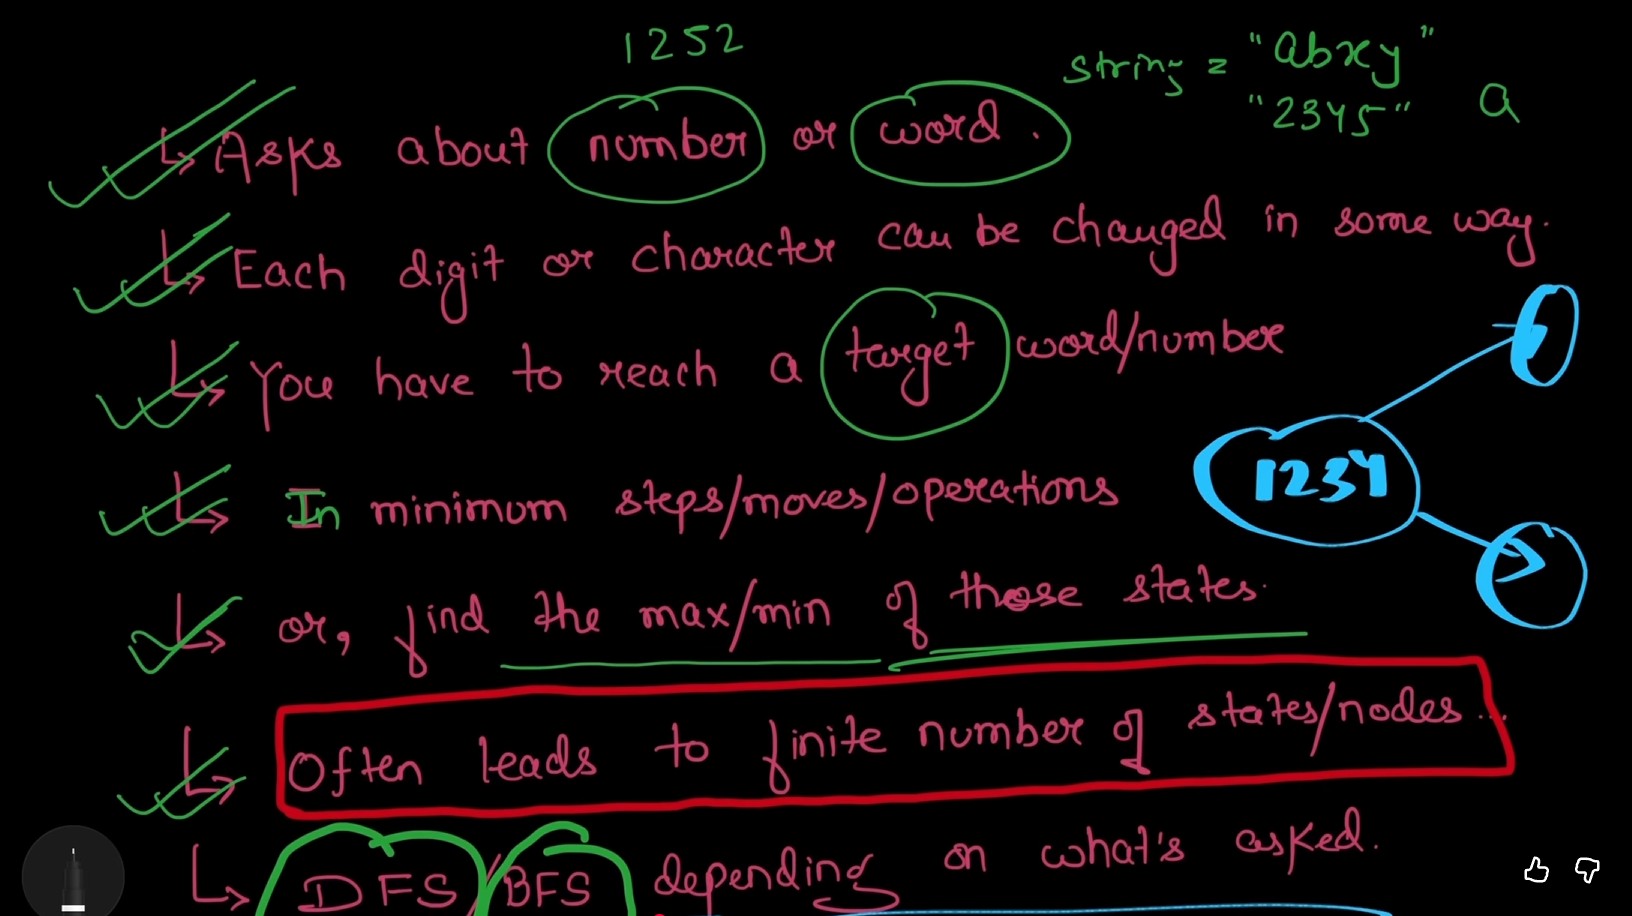 1252
string = "abxy"
"2345" a
↳ Asks about number or word.
↳ Each digit or character can be changed in some way.
↳ You have to reach a target word/number
↳ In minimum steps/moves/operations
1234
↳ or, find the max/min of those states.
↳ Often leads to finite number of states/nodes...
↳ DFS/BFS depending on what's asked.